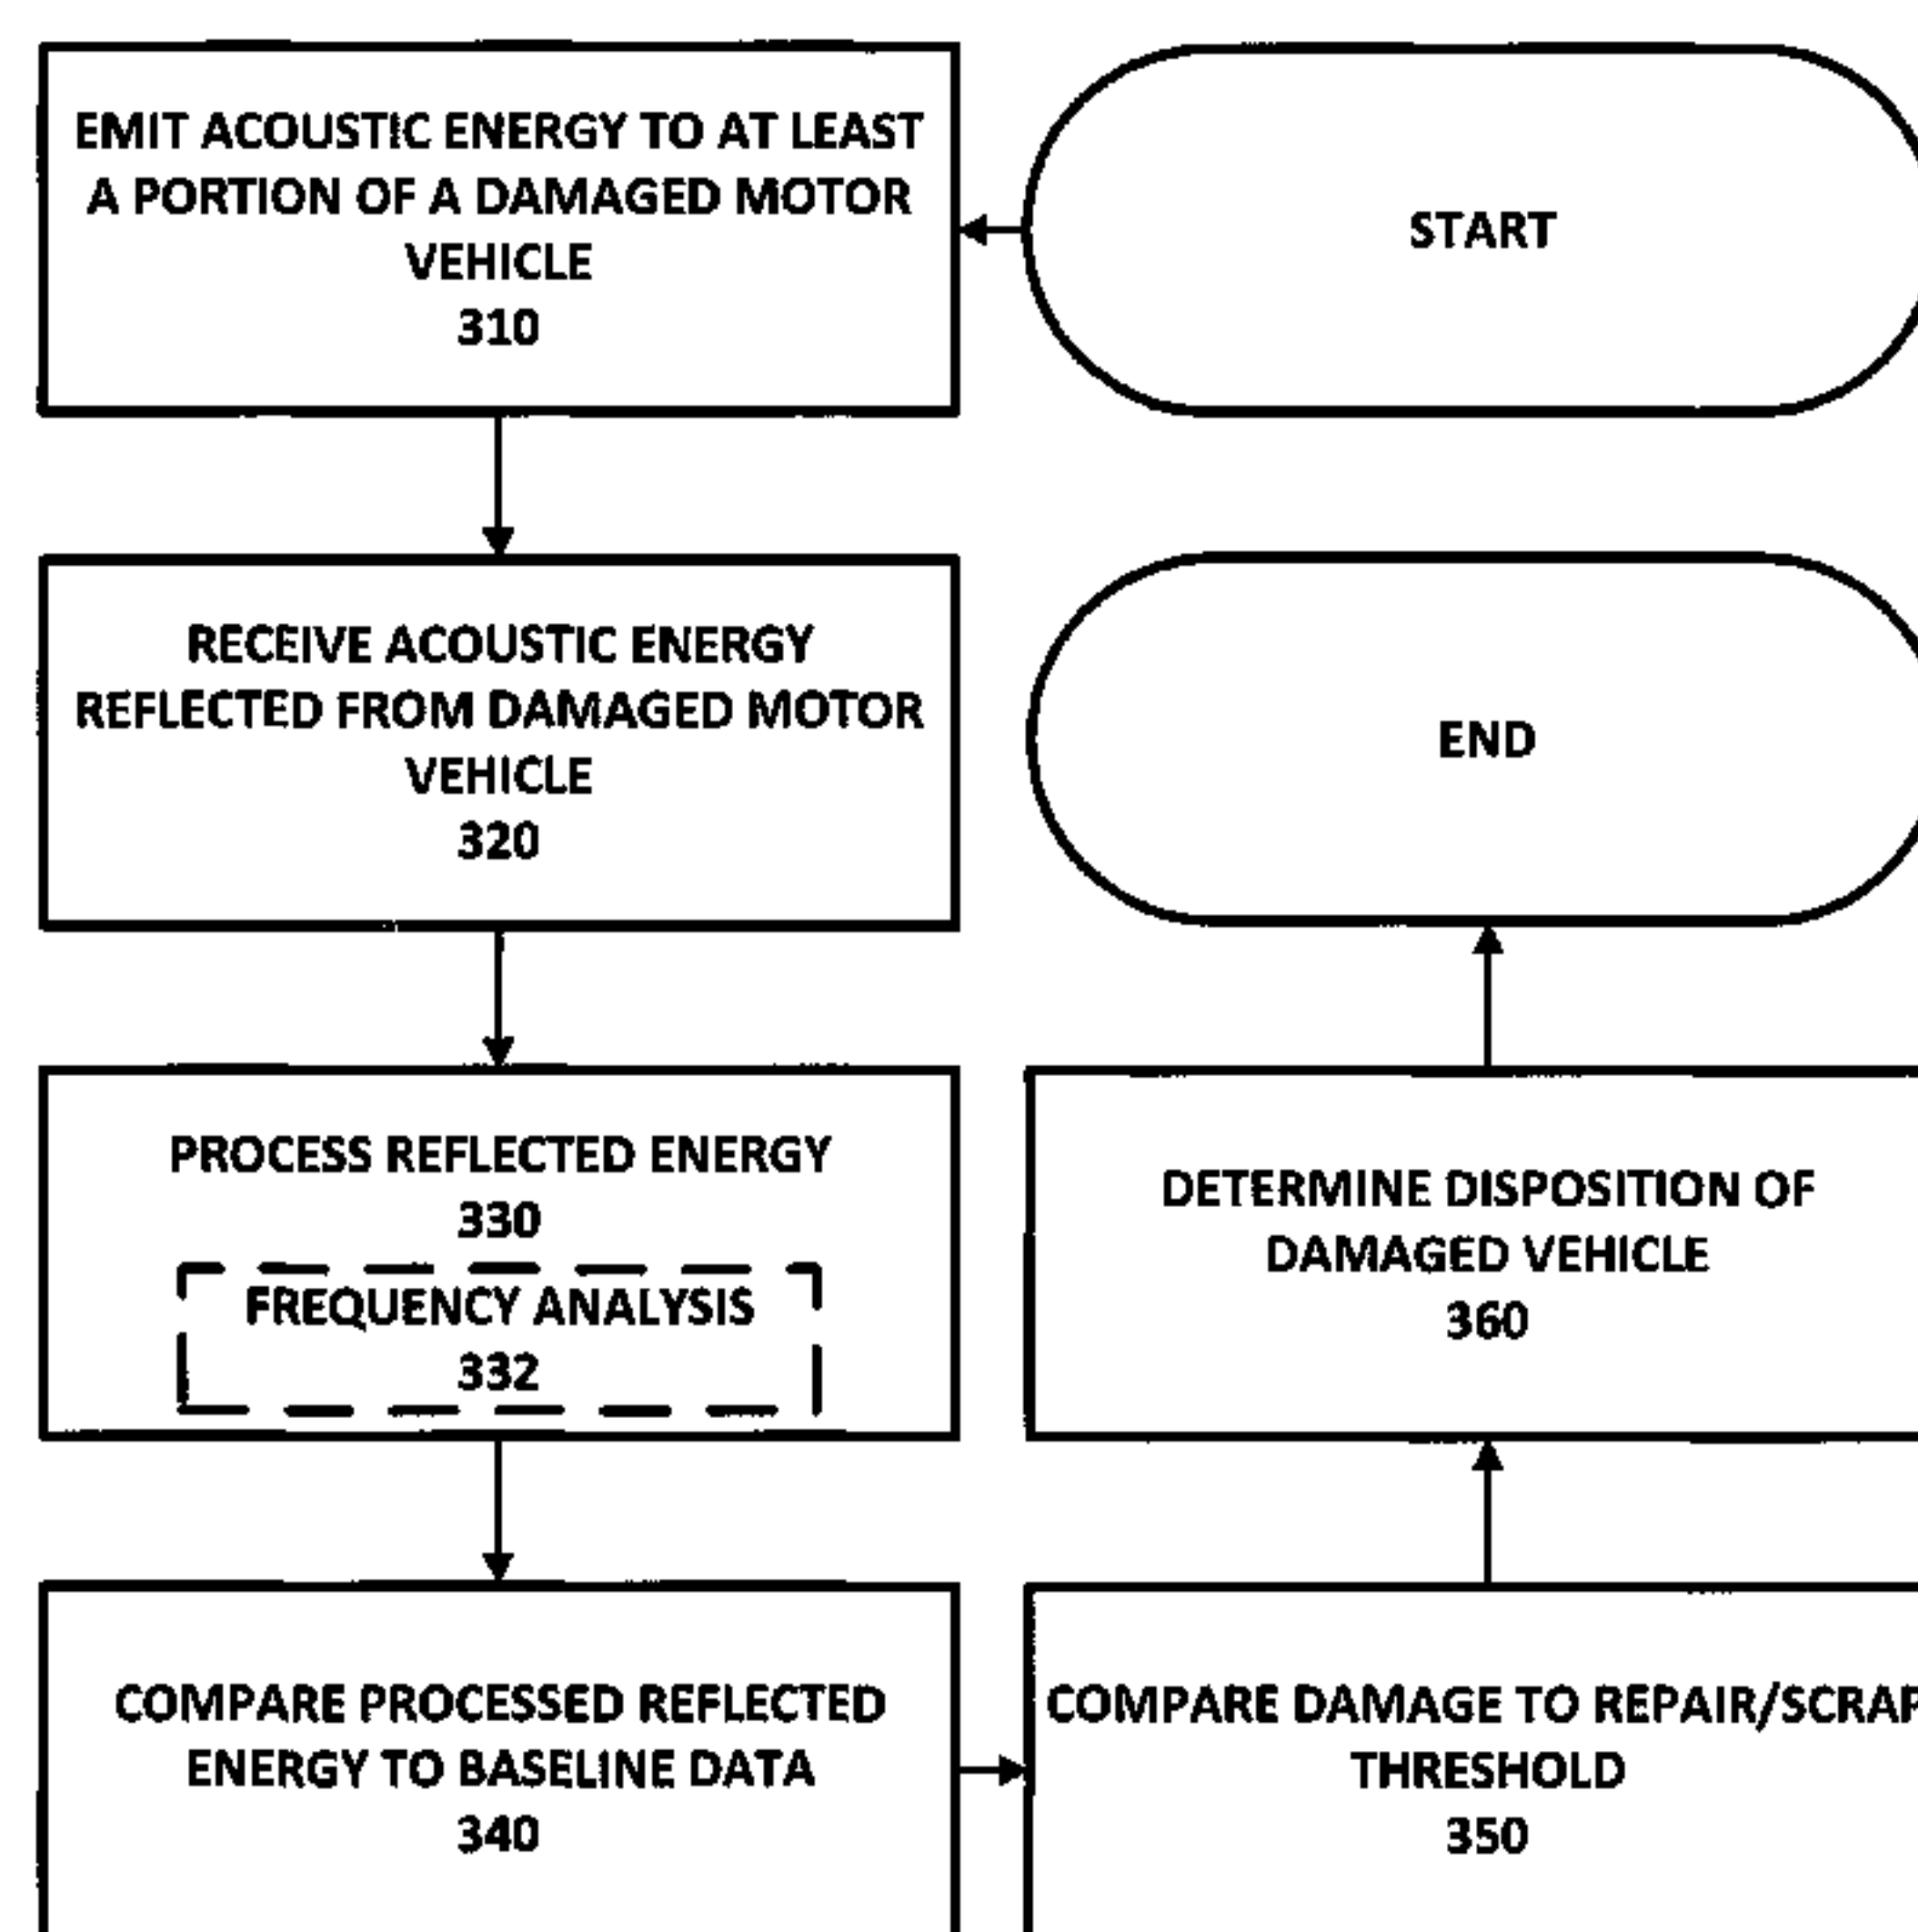 EMIT ACOUSTIC ENERGY TO AT LEAST
A PORTION OF A DAMAGED MOTOR
VEHICLE
310
START
RECEIVE ACOUSTIC ENERGY
REFLECTED FROM DAMAGED MOTOR
VEHICLE
320
END
PROCESS REFLECTED ENERGY
330
FREQUENCY ANALYSIS
332
DETERMINE DISPOSITION OF
DAMAGED VEHICLE
360
COMPARE PROCESSED REFLECTED
ENERGY TO BASELINE DATA
340
COMPARE DAMAGE TO REPAIR/SCRAP
THRESHOLD
350